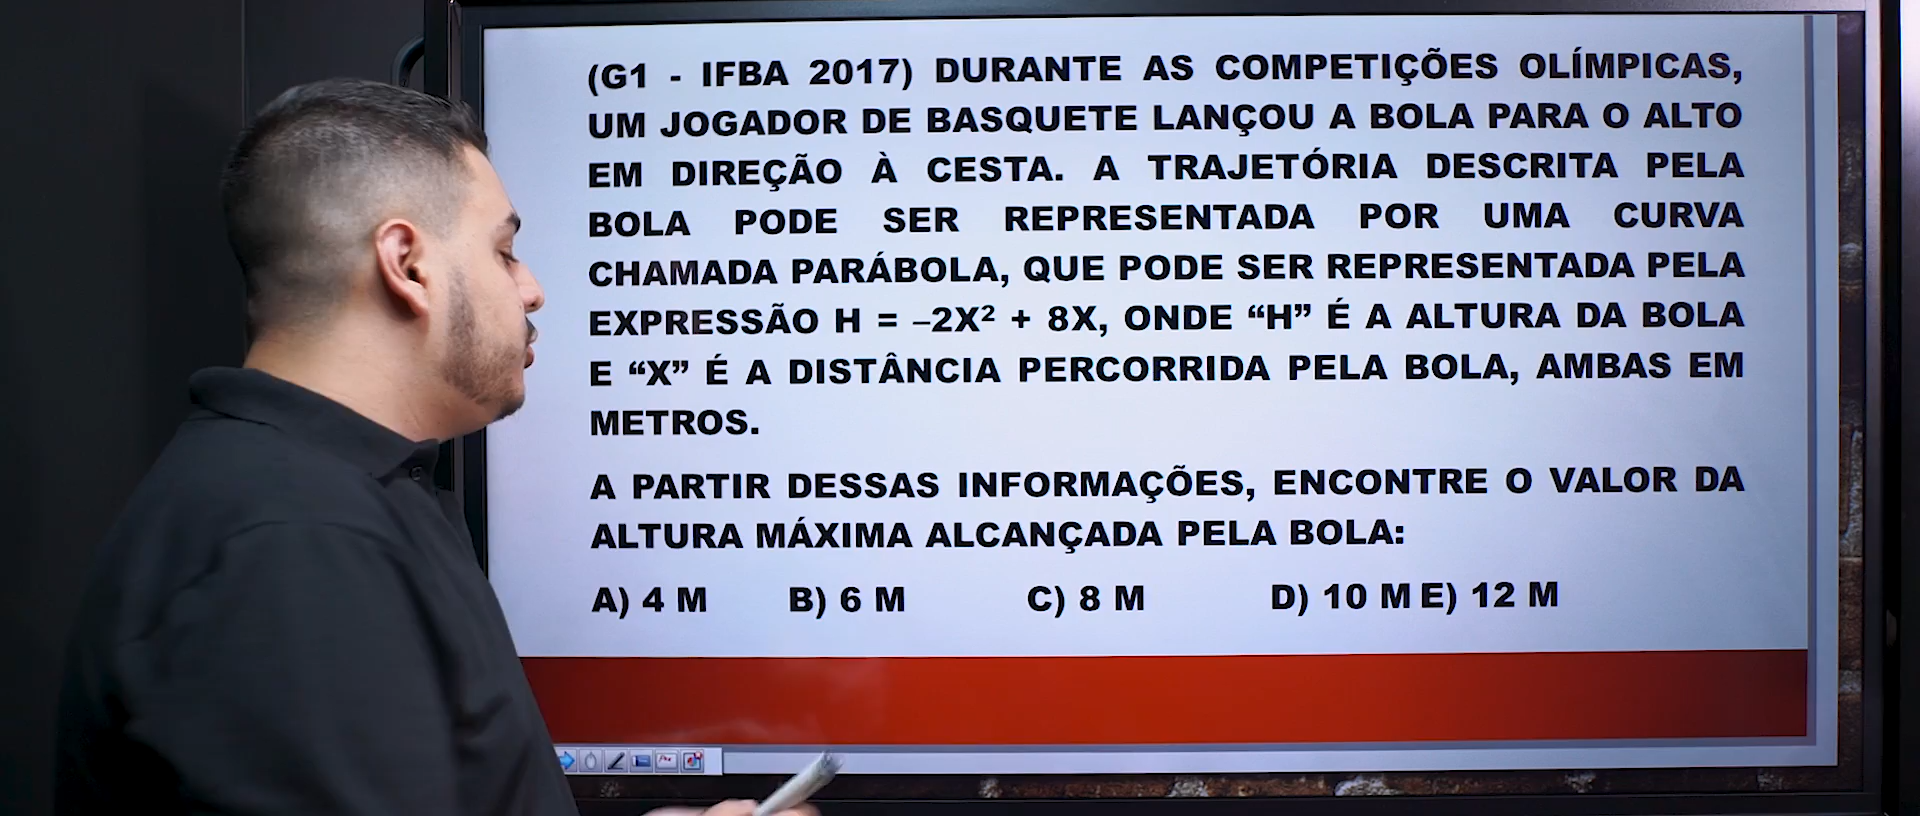 (G1 - IFBA 2017) DURANTE AS COMPETIÇÕES OLÍMPICAS,
UM JOGADOR DE BASQUETE LANÇOU A BOLA PARA O ALTO
EM DIREÇÃO À CESTA. A TRAJETÓRIA DESCRITA PELA
BOLA PODE SER REPRESENTADA POR UMA CURVA
CHAMADA PARÁBOLA, QUE PODE SER REPRESENTADA PELA
EXPRESSÃO H = –2X² + 8X, ONDE “H” É A ALTURA DA BOLA
E “X” É A DISTÂNCIA PERCORRIDA PELA BOLA, AMBAS EM
METROS.
A PARTIR DESSAS INFORMAÇÕES, ENCONTRE O VALOR DA
ALTURA MÁXIMA ALCANÇADA PELA BOLA:
A) 4 M B) 6 M C) 8 M D) 10 M E) 12 M